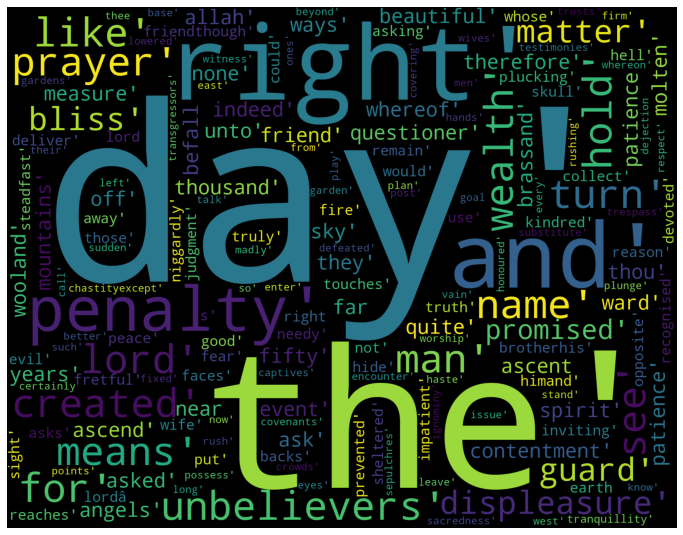 day'
the'
right'
and'
penalty'
like'
prayer'
bliss'
matter'
wealth'
hold'
turn'
name'
lord'
man'
see'
created'
means'
for'
unbelievers'
displeasure'
guard'
promised'
beautiful'
ways'
none'
allah'
friendthough'
asking'
therefore'
plucking'
skull'
hell'
molten'
patience'
brassand'
collect'
kindred'
devoted'
measure'
indeed'
whereof'
unto'
friend'
questioner
befall'
deliver'
lord
mountains'
steadfast'
wooland'
off'
away'
those'
sudden'
thousand'
niggardly'
judgment'
transgressors'
east'
from'
could'
witness'
covering'
beyond'
ones'
whose'
thee'
base'
lowered'
gardens'
their'
wives'
men'
hands'
testimonies'
trusts'
firm'
whereon'
dejection'
respect'
rushing'
trespass'
substitute'
every'
honoured'
reason'
thou'
recognised'
remain'
would'
use'
play'
plan'
post'
garden'
goal'
fire'
left'
talk'
truly'
defeated'
madly'
sky'
they'
touches'
far'
call'
chastityexcept'
so'
enter'
vain'
quite'
truth'
ward'
worship'
brotherhis'
opposite'
plunge'
ascent
himand'
stand'
spirit'
inviting'
patience'
contentment'
earth'
know'
tranquillity'
west'
sacredness'
leave'
issue'
haste'
encounter'
ignominy'
impatient'
prevented'
sheltered'
hide'
not'
right
captives'
fifty'
needy'
good'
fear'
s'
peace'
better'
such'
evil'
certainly'
years'
fretful'
fixed'
faces'
wife'
near'
event'
ask'
backs'
covenants'
sepulchres'
crowds'
eyes'
possess'
put'
rush'
now'
asks'
ascend'
asked'
angels'
long'
points'
sight'
lordâ
reaches'